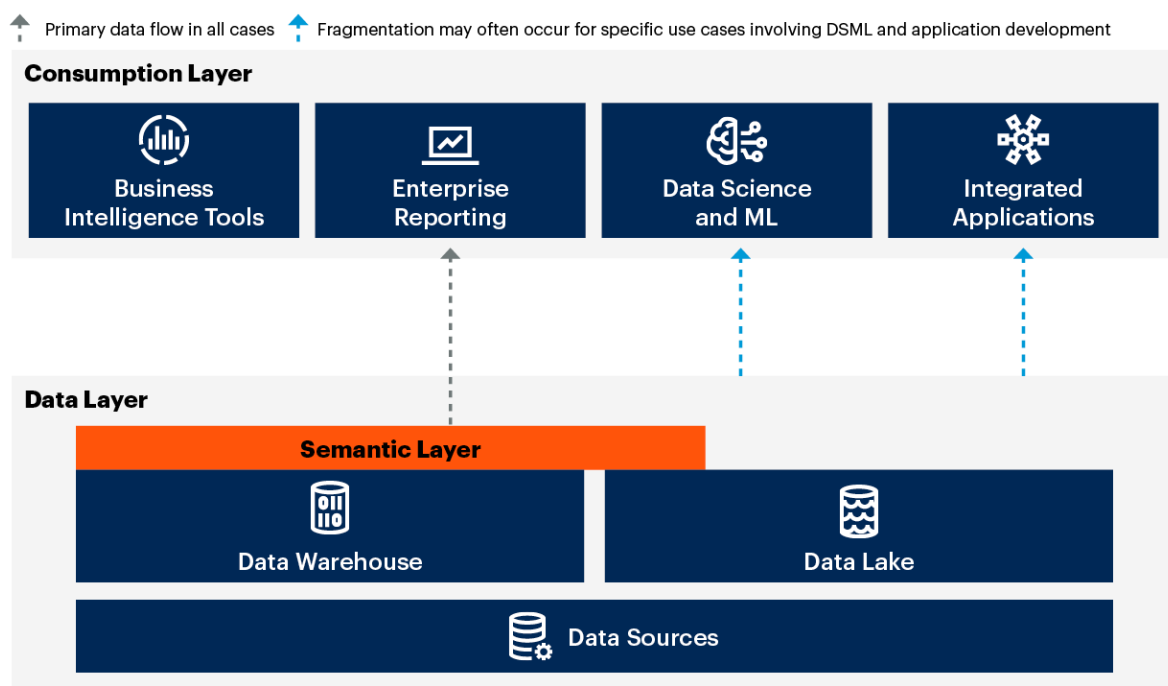 Primary data flow in all cases
Fragmentation may often occur for specific use cases involving DSML and application development
Consumption Layer
Business
Intelligence Tools
Enterprise
Reporting
Data Science
and ML
Integrated
Applications
Data Layer
Semantic Layer
011
110
Data Warehouse
Data Lake
Data Sources